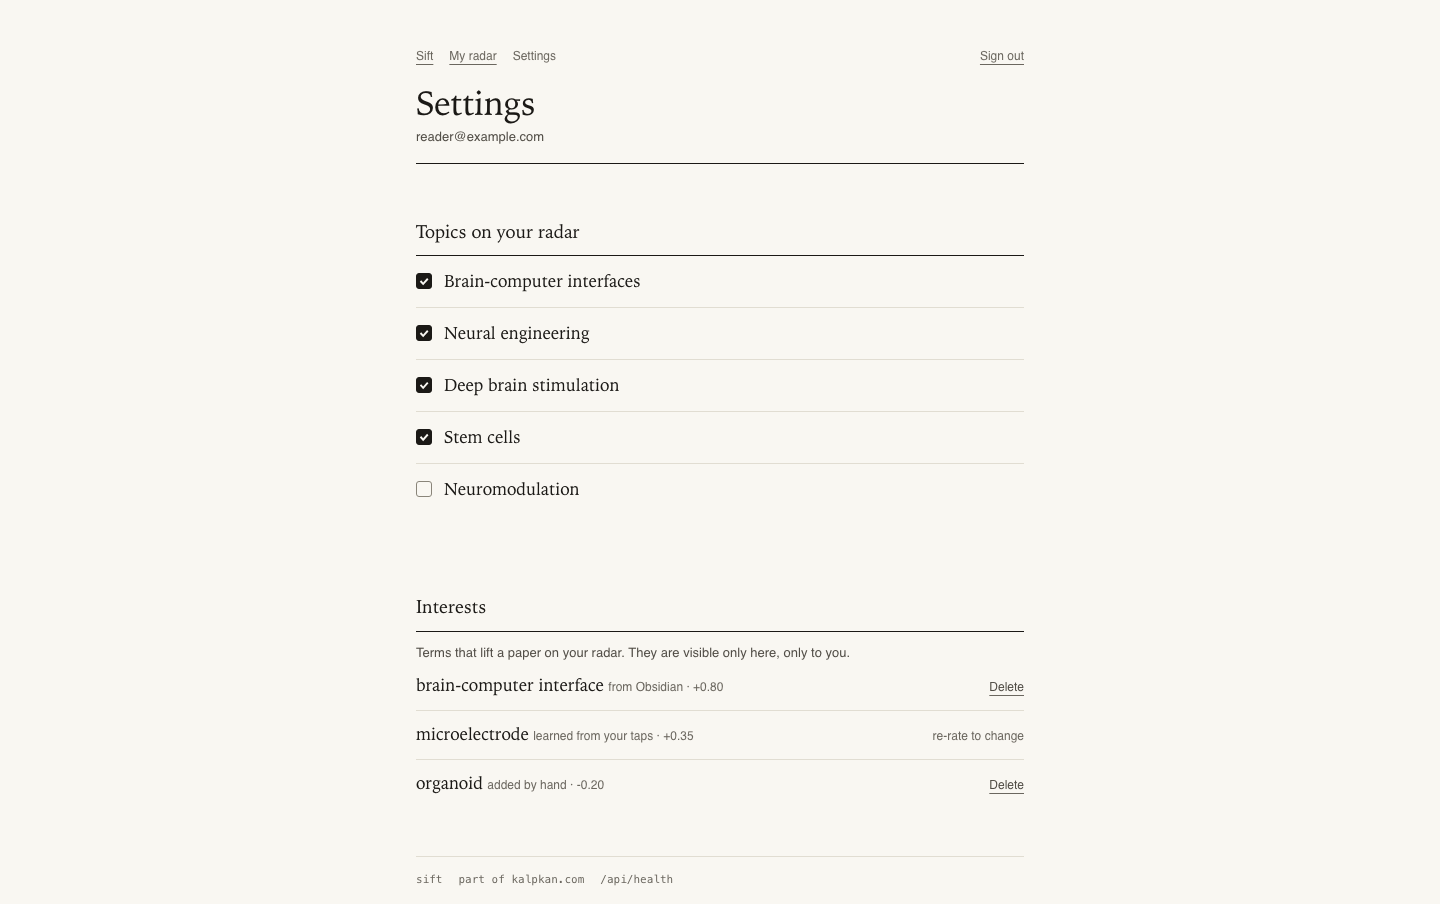 Sift My radar Settings Sign out
Settings
reader@example.com
Topics on your radar
Brain-computer interfaces
Neural engineering
Deep brain stimulation
Stem cells
Neuromodulation
Interests
Terms that lift a paper on your radar. They are visible only here, only to you.
brain-computer interface from Obsidian · +0.80 Delete
microelectrode learned from your taps · +0.35 re-rate to change
organoid added by hand · -0.20 Delete
sift part of kalpkan.com /api/health